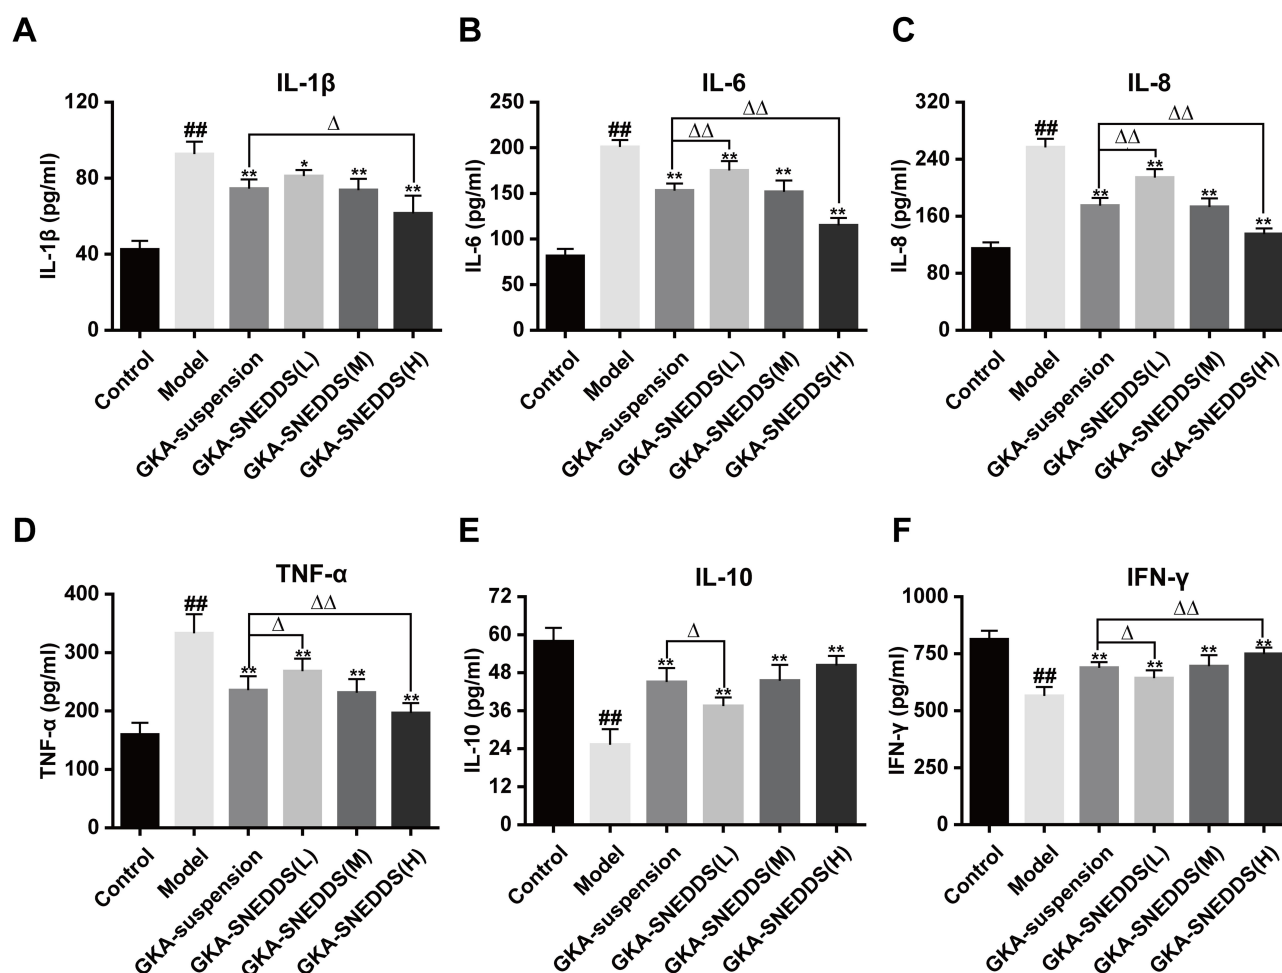 A
IL-1β
IL-1β (pg/ml)
120
80
40
0
##
**
*
**
**
Δ
Control
Model
GKA-suspension
GKA-SNEDDS(L)
GKA-SNEDDS(M)
GKA-SNEDDS(H)
B
IL-6
IL-6 (pg/ml)
250
200
150
100
50
0
##
**
**
**
**
ΔΔ
ΔΔ
Control
Model
GKA-suspension
GKA-SNEDDS(L)
GKA-SNEDDS(M)
GKA-SNEDDS(H)
C
IL-8
IL-8 (pg/ml)
320
240
160
80
0
##
**
**
**
**
ΔΔ
ΔΔ
Control
Model
GKA-suspension
GKA-SNEDDS(L)
GKA-SNEDDS(M)
GKA-SNEDDS(H)
D
TNF-α
TNF-α (pg/ml)
400
300
200
100
0
##
**
**
**
**
Δ
ΔΔ
Control
Model
GKA-suspension
GKA-SNEDDS(L)
GKA-SNEDDS(M)
GKA-SNEDDS(H)
E
IL-10
IL-10 (pg/ml)
72
60
48
36
24
12
0
##
**
**
**
**
Δ
Control
Model
GKA-suspension
GKA-SNEDDS(L)
GKA-SNEDDS(M)
GKA-SNEDDS(H)
F
IFN-γ
IFN-γ (pg/ml)
1000
750
500
250
0
##
**
**
**
**
Δ
ΔΔ
Control
Model
GKA-suspension
GKA-SNEDDS(L)
GKA-SNEDDS(M)
GKA-SNEDDS(H)